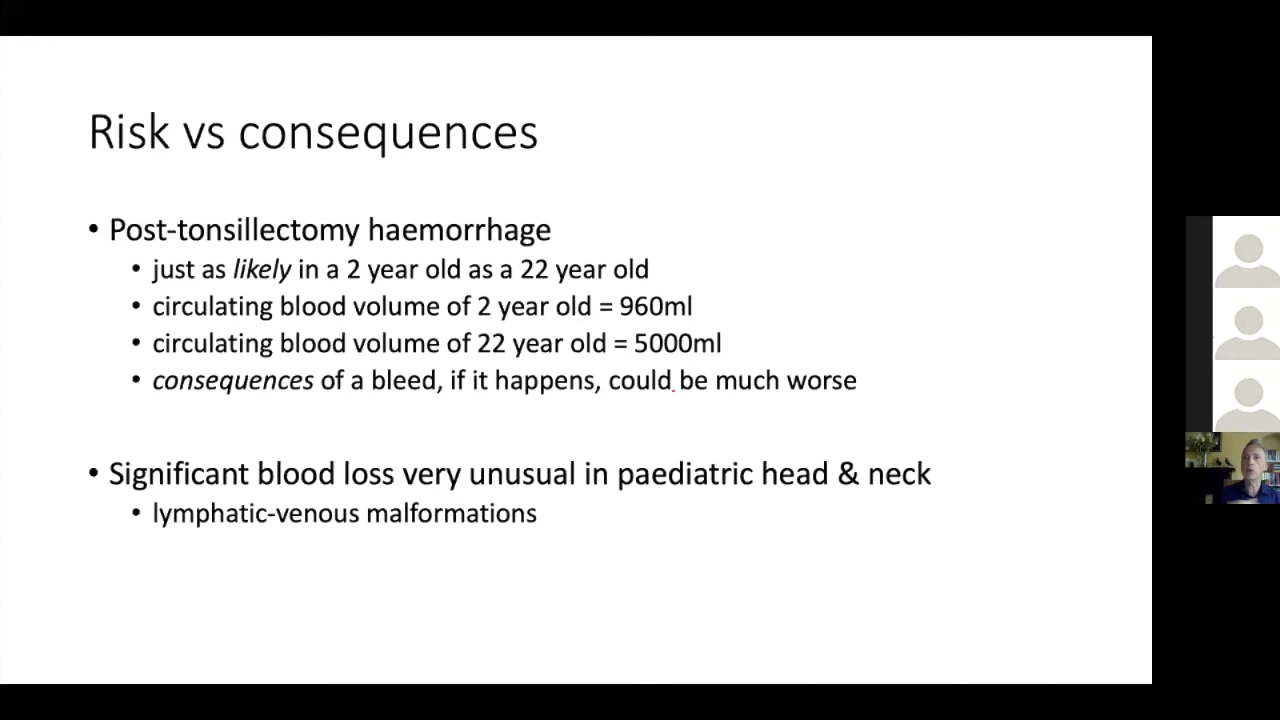 Risk vs consequences
• Post-tonsillectomy haemorrhage
• just as likely in a 2 year old as a 22 year old
• circulating blood volume of 2 year old = 960ml
• circulating blood volume of 22 year old = 5000ml
• consequences of a bleed, if it happens, could be much worse
• Significant blood loss very unusual in paediatric head & neck
• lymphatic-venous malformations